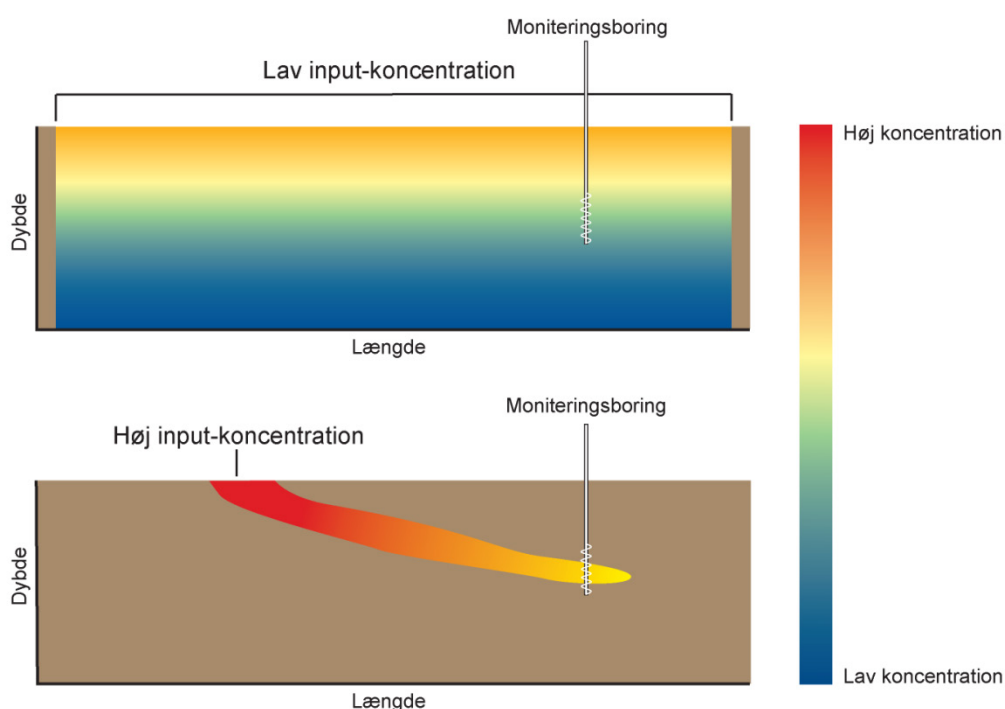 Moniteringsboring
Lav input-koncentration
Dybde
Længde
Høj koncentration
Moniteringsboring
Høj input-koncentration
Dybde
Længde
Lav koncentration